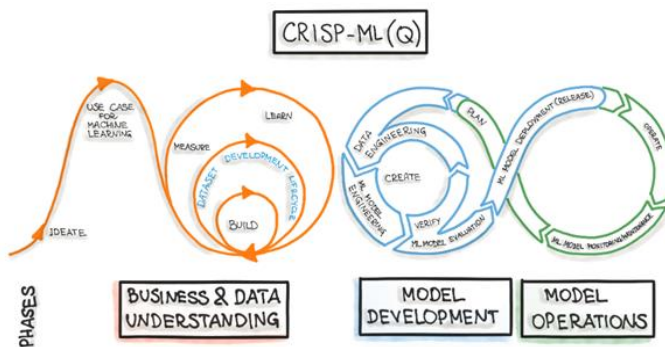 CRISP-ML(Q)
USE CASE
FOR
MACHINE
LEARNING
IDEATE
MEASURE
LEARN
DATASET DEVELOPMENT LIFECYCLE
BUILD
DATA
ENGINEERING
ML MODEL
ENGINEERING
CREATE
VERIFY
ML MODEL EVALUATION
PLAN
ML MODEL DEPLOYMENT (RELEASE)
OPERATE
ML MODEL MONITORING/MAINTENANCE
PHASES
BUSINESS & DATA
UNDERSTANDING
MODEL
DEVELOPMENT
MODEL
OPERATIONS